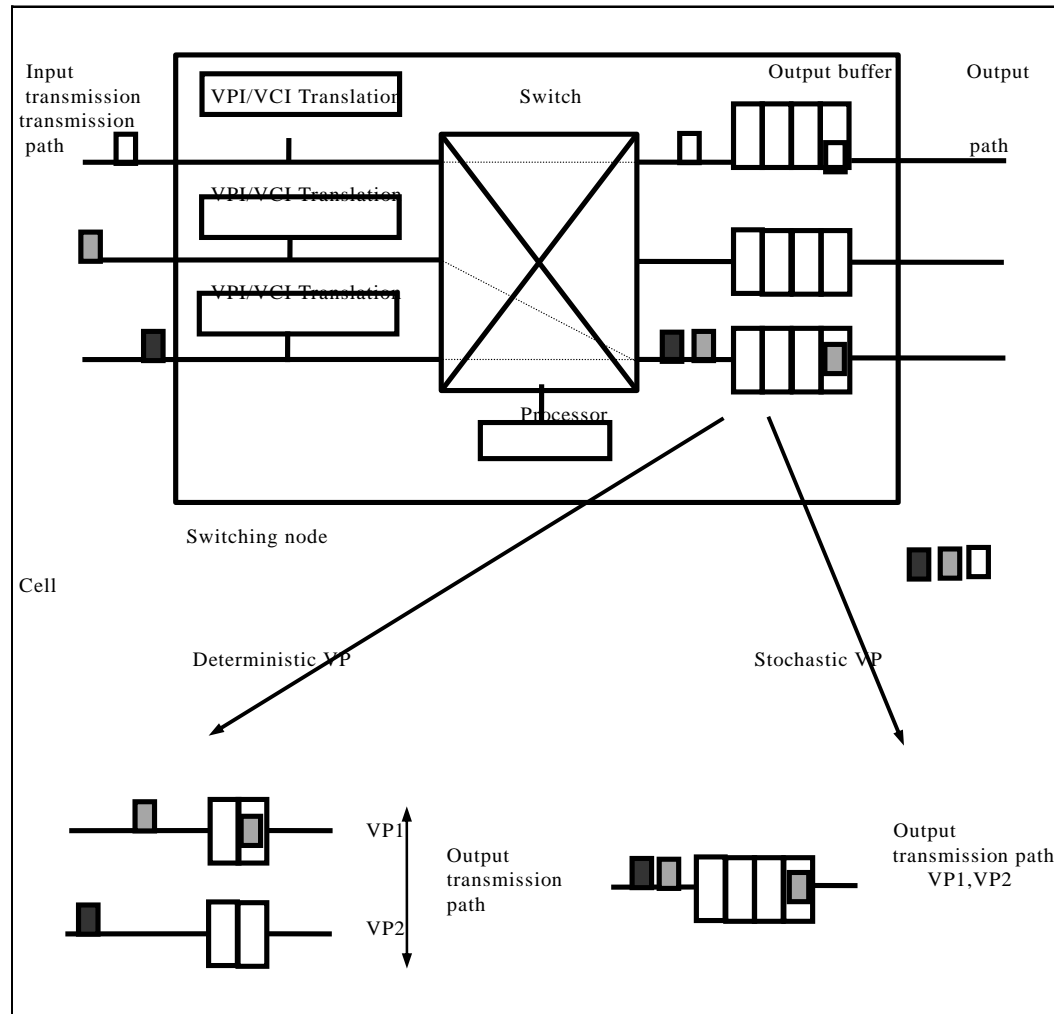 Input
transmission
transmission
path
VPI/VCI Translation
Switch
Output buffer
Output
path
VPI/VCI Translation
VPI/VCI Translation
Processor
Switching node
Cell
Deterministic VP
Stochastic VP
VP1
VP2
Output
transmission
path
Output
transmission path
VP1,VP2